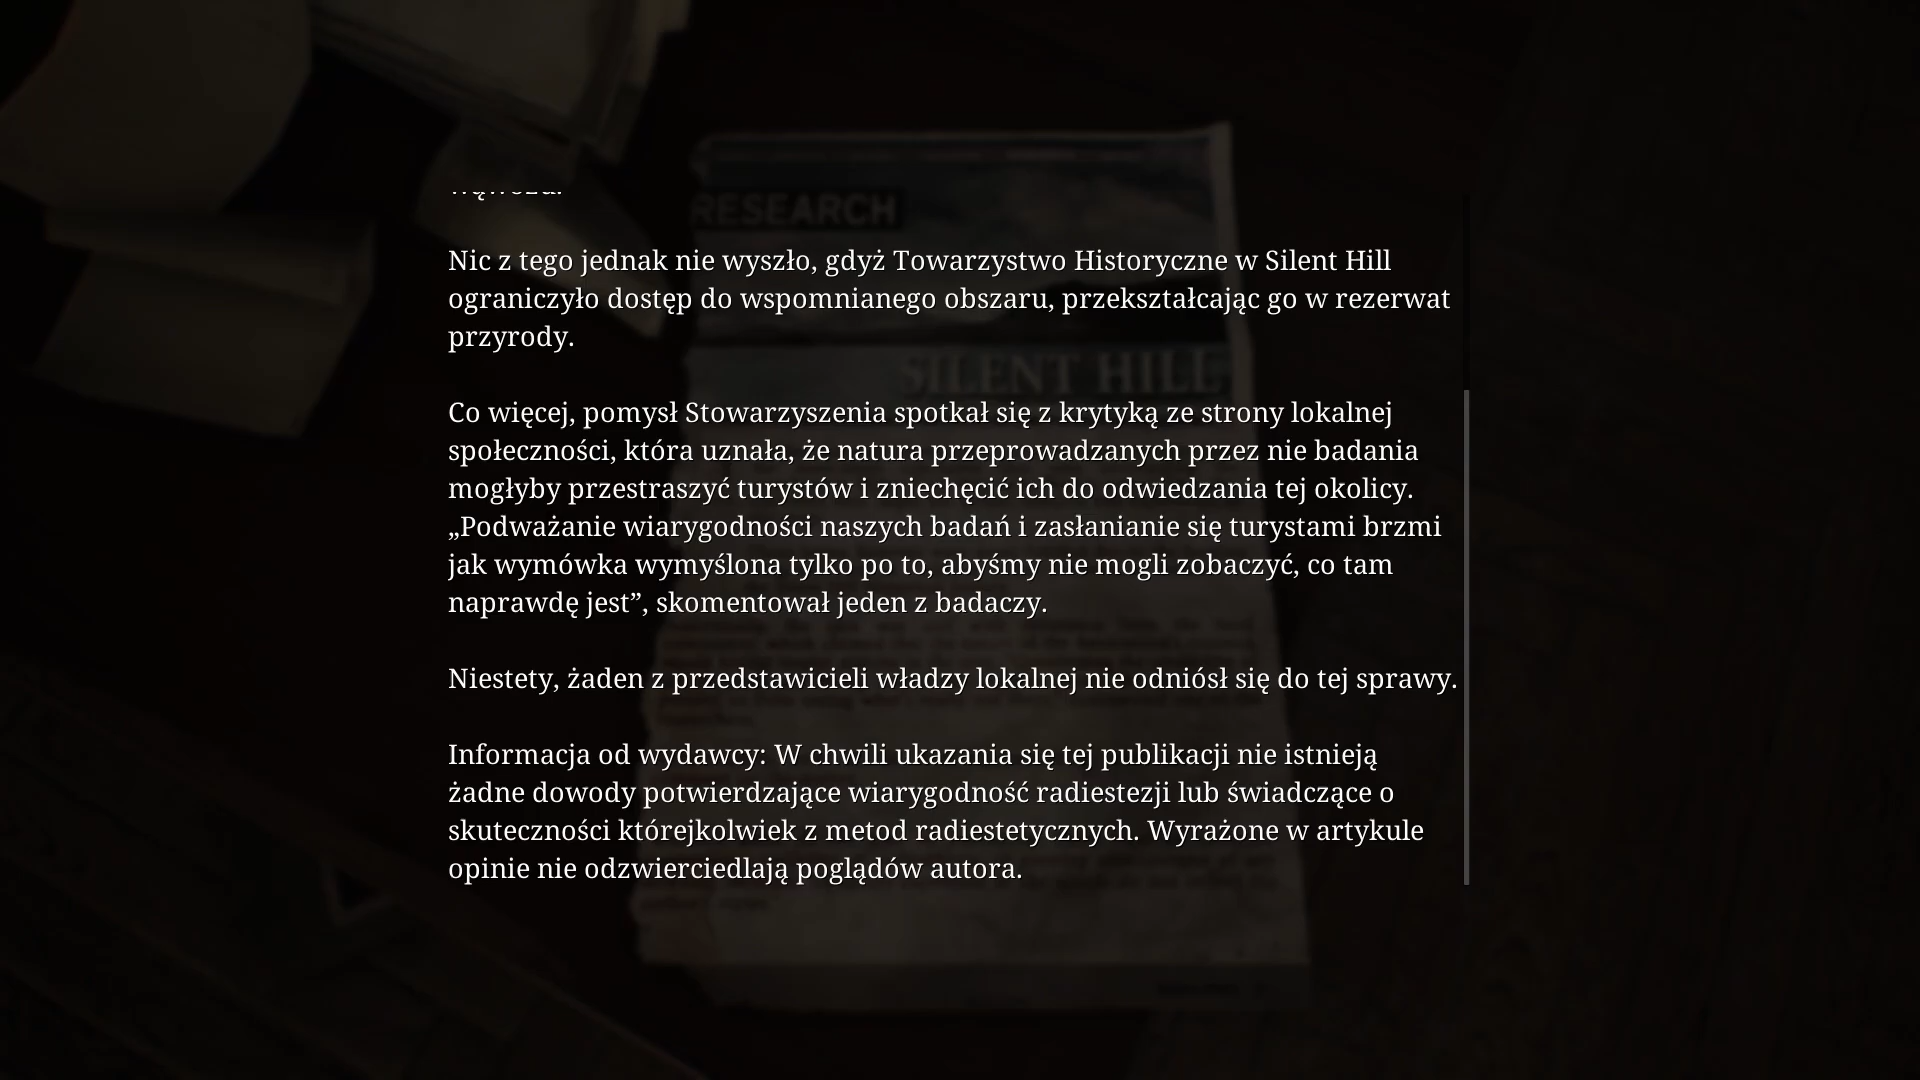 RESEARCH
SILENT HILL
Nic z tego jednak nie wyszło, gdyż Towarzystwo Historyczne w Silent Hill
ograniczyło dostęp do wspomnianego obszaru, przekształcając go w rezerwat
przyrody.
Co więcej, pomysł Stowarzyszenia spotkał się z krytyką ze strony lokalnej
społeczności, która uznała, że natura przeprowadzanych przez nie badania
mogłyby przestraszyć turystów i zniechęcić ich do odwiedzania tej okolicy.
„Podważanie wiarygodności naszych badań i zasłanianie się turystami brzmi
jak wymówka wymyślona tylko po to, abyśmy nie mogli zobaczyć, co tam
naprawdę jest”, skomentował jeden z badaczy.
Niestety, żaden z przedstawicieli władzy lokalnej nie odniósł się do tej sprawy.
Informacja od wydawcy: W chwili ukazania się tej publikacji nie istnieją
żadne dowody potwierdzające wiarygodność radiestezji lub świadczące o
skuteczności którejkolwiek z metod radiestetycznych. Wyrażone w artykule
opinie nie odzwierciedlają poglądów autora.